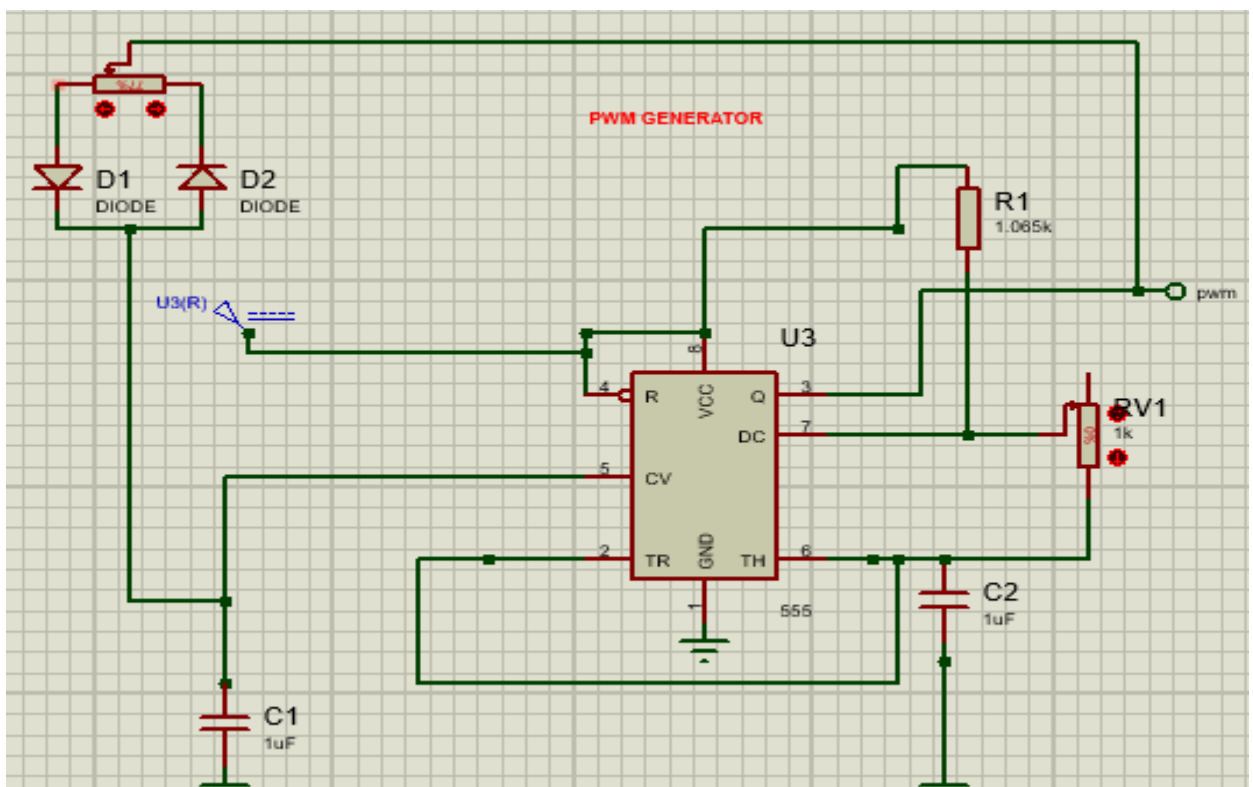 PWM GENERATOR
D1
DIODE
D2
DIODE
R1
1.065k
U3(R)
pwm
U3
8
4
R
VCC
Q
3
DC
7
RV1
1k
0%
5
CV
2
TR
GND
TH
6
1
555
C2
1uF
C1
1uF